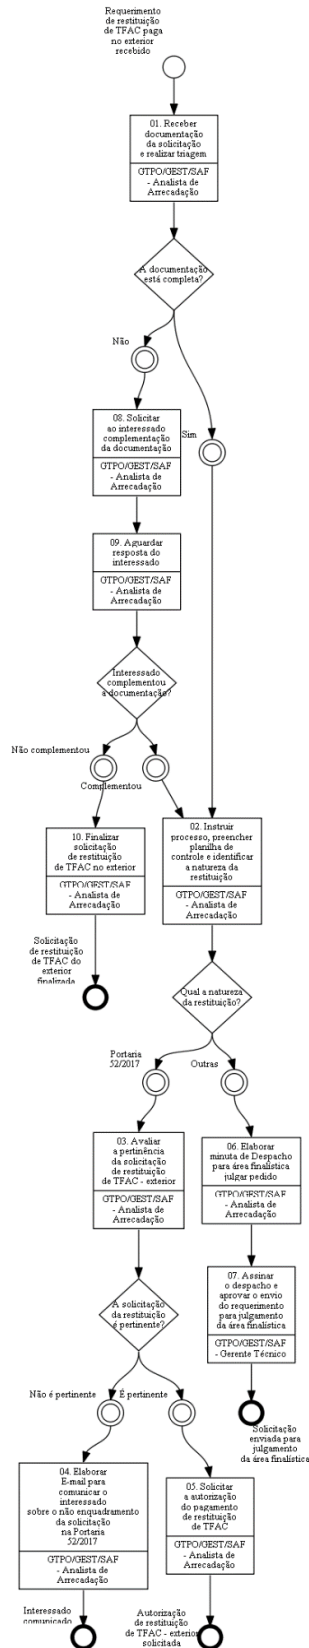 Requerimento
de restituição
de TFAC paga
no exterior
recebido
01. Receber
documentação
da solicitação
e realizar triagem
GTPO/GEST/SAF
- Analista de
Arrecadação
A documentação
está completa?
Não
Sim
08. Solicitar
ao interessado
complementação
da documentação
GTPO/GEST/SAF
- Analista de
Arrecadação
09. Aguardar
resposta do
interessado
GTPO/GEST/SAF
- Analista de
Arrecadação
Interessado
complementou
a documentação?
Não complementou
Complementou
10. Finalizar
solicitação
de restituição
de TFAC no exterior
GTPO/GEST/SAF
- Analista de
Arrecadação
02. Instruir
processo, preencher
planilha de
controle e identificar
a natureza da
restituição
GTPO/GEST/SAF
- Analista de
Arrecadação
Solicitação
de restituição
de TFAC do
exterior
finalizada
Qual a natureza
da restituição?
Portaria
52/2017
Outras
03. Avaliar
a pertinência
da solicitação
de restituição
de TFAC - exterior
GTPO/GEST/SAF
- Analista de
Arrecadação
06. Elaborar
minuta de Despacho
para área finalística
julgar pedido
GTPO/GEST/SAF
- Analista de
Arrecadação
07. Assinar
o despacho e
aprovar o envio
do requerimento
para julgamento
da área finalística
GTPO/GEST/SAF
- Gerente Técnico
A solicitação
da restituição
é pertinente?
Não é pertinente
É pertinente
Solicitação
enviada para
julgamento
da área finalística
04. Elaborar
E-mail para
comunicar o
interessado
sobre o não enquadramento
da solicitação
na Portaria
52/2017
GTPO/GEST/SAF
- Analista de
Arrecadação
05. Solicitar
a autorização
do pagamento
de restituição
de TFAC
GTPO/GEST/SAF
- Analista de
Arrecadação
Interessado
comunicado
Autorização
de restituição
de TFAC - exterior
solicitada